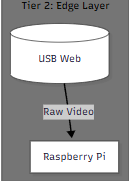 Tier 2: Edge Layer
USB Web
Raw Video
Raspberry Pi